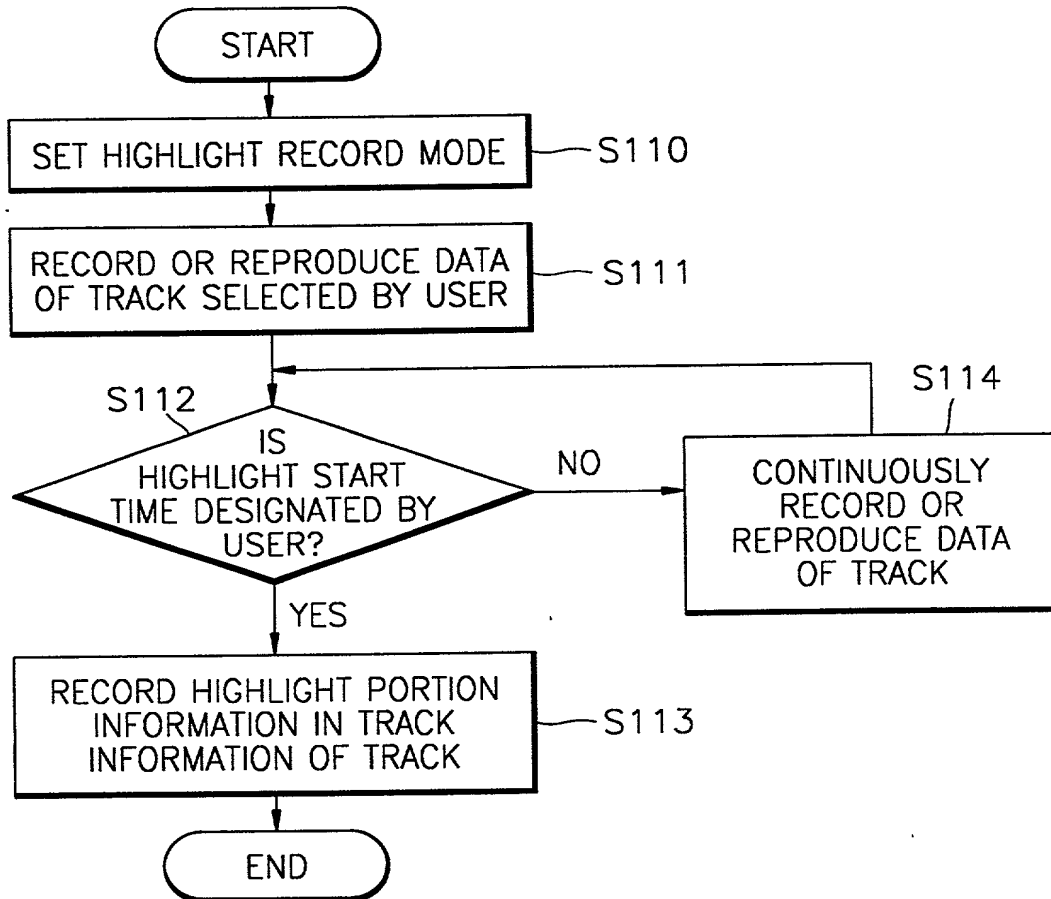 START
SET HIGHLIGHT RECORD MODE
S110
RECORD OR REPRODUCE DATA
OF TRACK SELECTED BY USER
S111
S112
IS
HIGHLIGHT START
TIME DESIGNATED BY
USER?
NO
S114
CONTINUOUSLY
RECORD OR
REPRODUCE DATA
OF TRACK
YES
RECORD HIGHLIGHT PORTION
INFORMATION IN TRACK
INFORMATION OF TRACK
S113
END